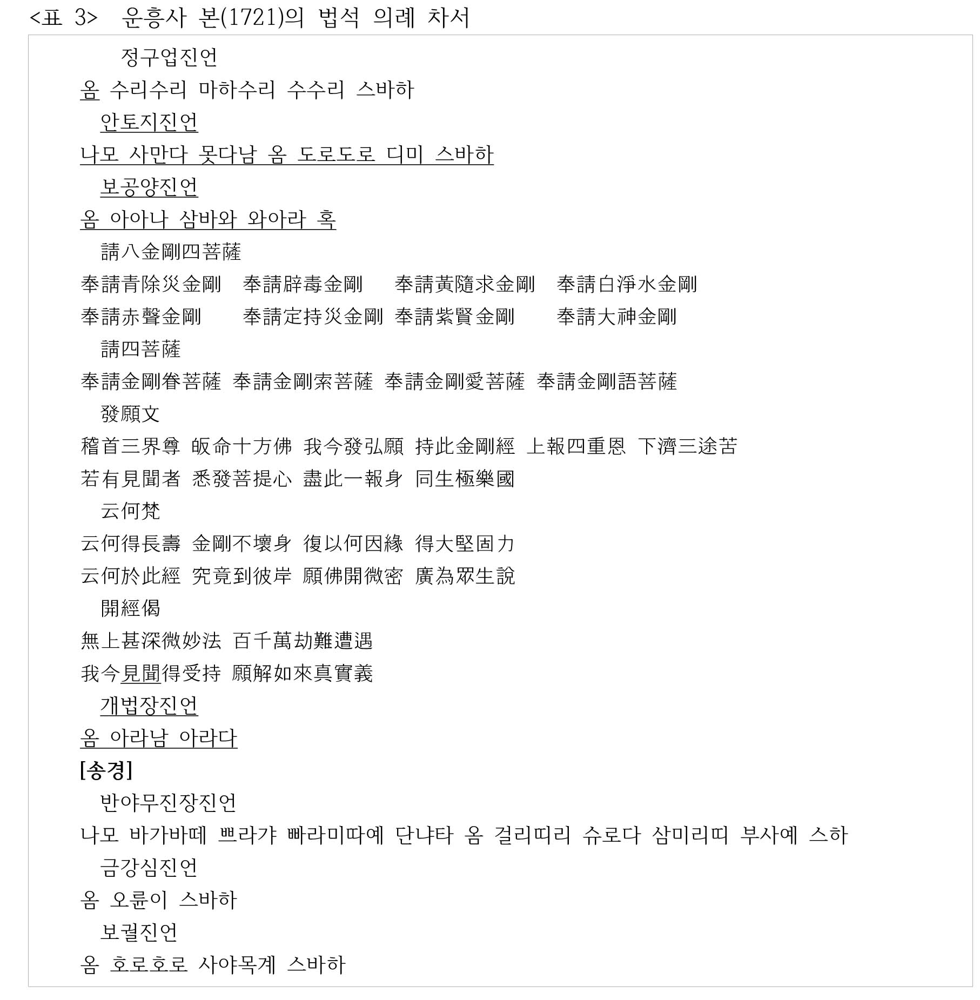 <표 3> 운흥사 본(1721)의 법석 의례 차서
정구업진언
옴 수리수리 마하수리 수수리 스바하
안토지진언
나모 사만다 못다남 옴 도로도로 디미 스바하
보공양진언
옴 아아나 삼바와 와아라 혹
請八金剛四菩薩
奉請青除災金剛 奉請辟毒金剛 奉請黃隨求金剛 奉請白淨水金剛
奉請赤聲金剛 奉請定持災金剛 奉請紫賢金剛 奉請大神金剛
請四菩薩
奉請金剛眷菩薩 奉請金剛索菩薩 奉請金剛愛菩薩 奉請金剛語菩薩
發願文
稽首三界尊 皈命十方佛 我今發弘願 持此金剛經 上報四重恩 下濟三途苦
若有見聞者 悉發菩提心 盡此一報身 同生極樂國
云何梵
云何得長壽 金剛不壞身 復以何因緣 得大堅固力
云何於此經 究竟到彼岸 願佛開微密 廣為眾生說
開經偈
無上甚深微妙法 百千萬劫難遭遇
我今見聞得受持 願解如來真實義
개법장진언
옴 아라남 아라다
[송경]
반야무진장진언
나모 바가바떼 쁘라갸 빠라미따예 단냐타 옴 걸리띠리 슈로다 삼미리띠 부사예 스하
금강심진언
옴 오륜이 스바하
보궐진언
옴 호로호로 사야목계 스바하